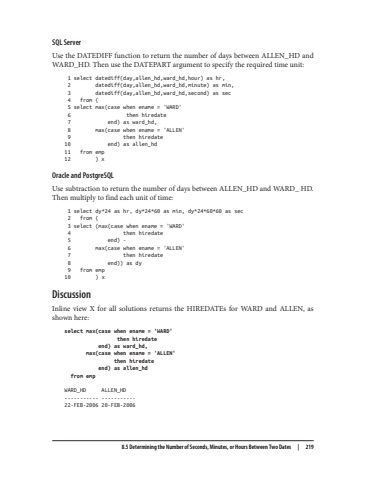 SQL Server
Use the DATEDIFF function to return the number of days between ALLEN_HD and
WARD_HD. Then use the DATEPART argument to specify the required time unit:
1 select datediff(day,allen_hd,ward_hd,hour) as hr,
2 datediff(day,allen_hd,ward_hd,minute) as min,
3 datediff(day,allen_hd,ward_hd,second) as sec
4 from (
5 select max(case when ename = 'WARD'
6 then hiredate
7 end) as ward_hd,
8 max(case when ename = 'ALLEN'
9 then hiredate
10 end) as allen_hd
11 from emp
12 ) x
Oracle and PostgreSQL
Use subtraction to return the number of days between ALLEN_HD and WARD_ HD.
Then multiply to find each unit of time:
1 select dy*24 as hr, dy*24*60 as min, dy*24*60*60 as sec
2 from (
3 select (max(case when ename = 'WARD'
4 then hiredate
5 end) -
6 max(case when ename = 'ALLEN'
7 then hiredate
8 end)) as dy
9 from emp
10 ) x
Discussion
Inline view X for all solutions returns the HIREDATEs for WARD and ALLEN, as
shown here:
select max(case when ename = 'WARD'
then hiredate
end) as ward_hd,
max(case when ename = 'ALLEN'
then hiredate
end) as allen_hd
from emp
WARD_HD ALLEN_HD
----------- -----------
22-FEB-2006 20-FEB-2006
8.5 Determining the Number of Seconds, Minutes, or Hours Between Two Dates | 219